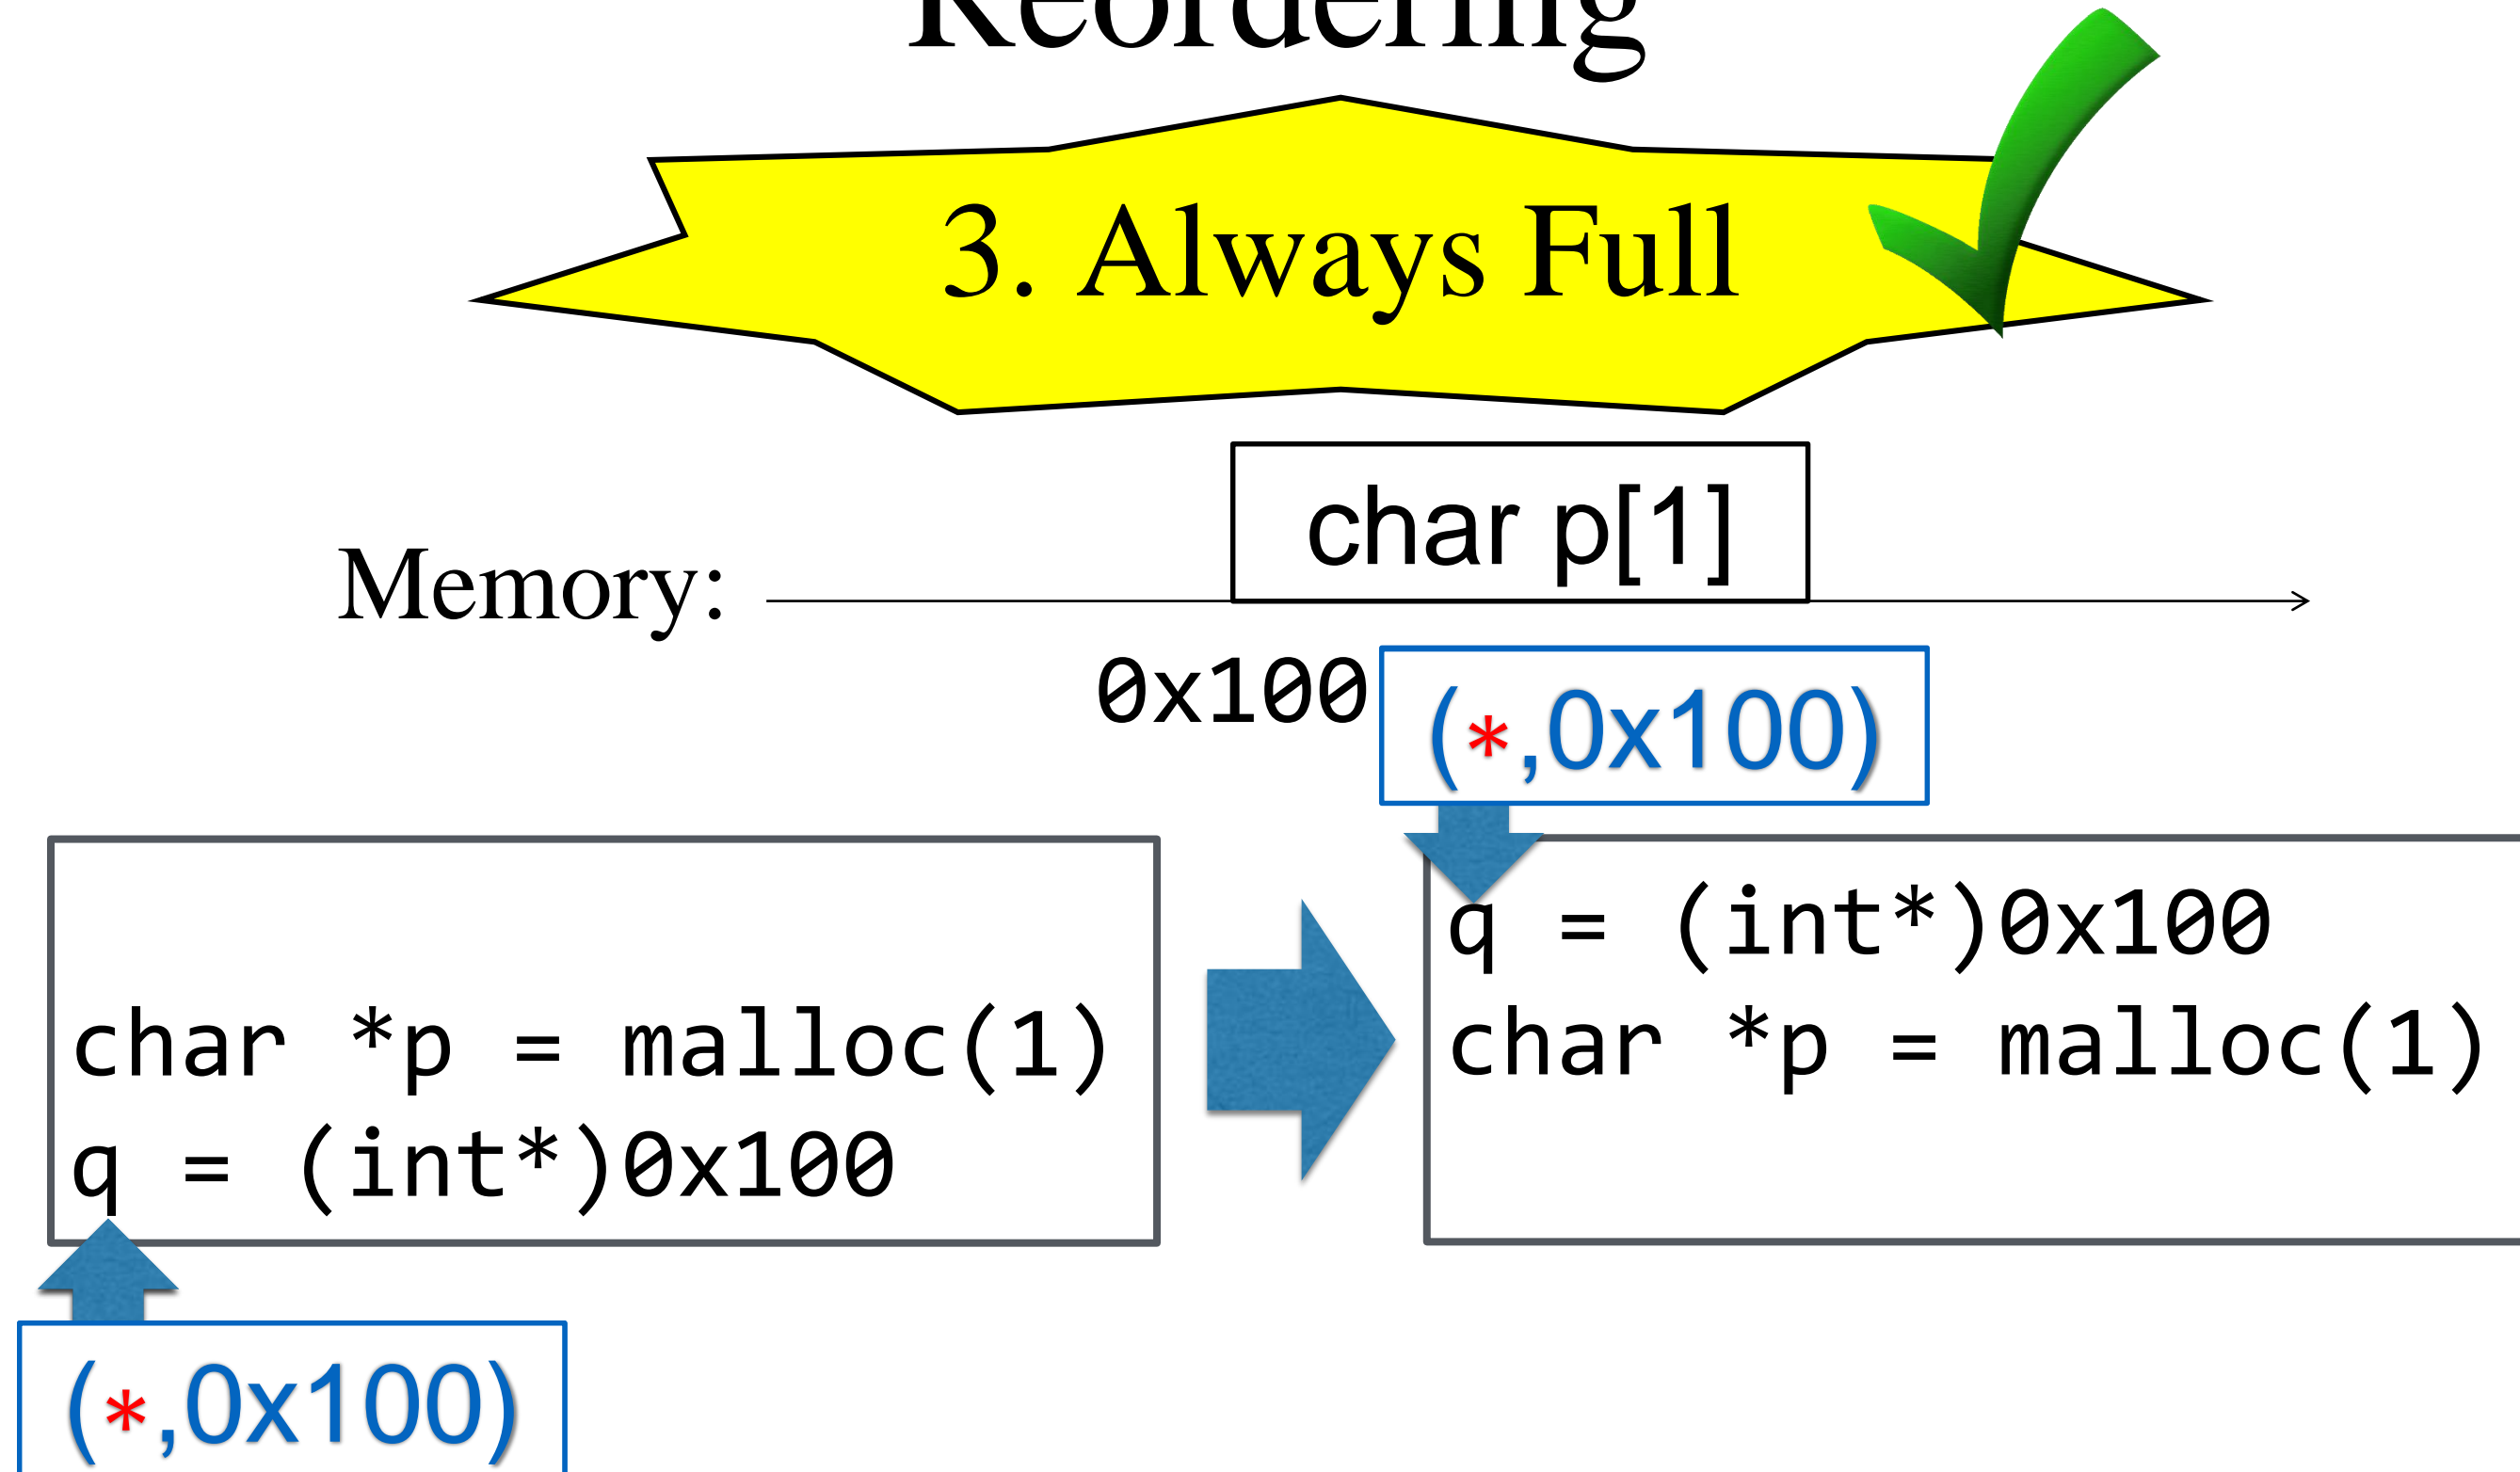 Reordering
3. Always Full
char p[1]
Memory:
0x100
(*,0x100)
char *p = malloc(1)
q = (int*)0x100
q = (int*)0x100
char *p = malloc(1)
(*,0x100)